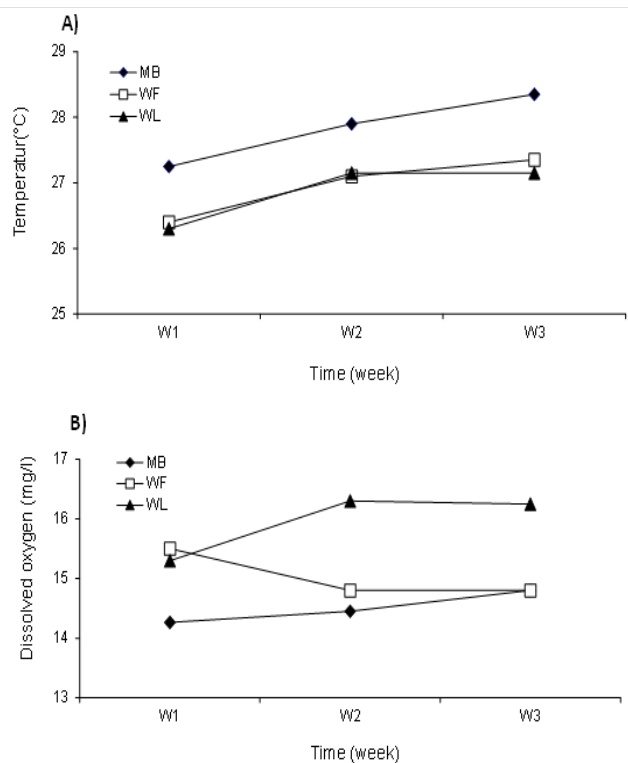 A)
29
28
27
26
25
Temperatur(°C)
MB
WF
WL
W1 W2 W3
Time (week)
B)
17
16
15
14
13
Dissolved oxygen (mg/l)
MB
WF
WL
W1 W2 W3
Time (week)